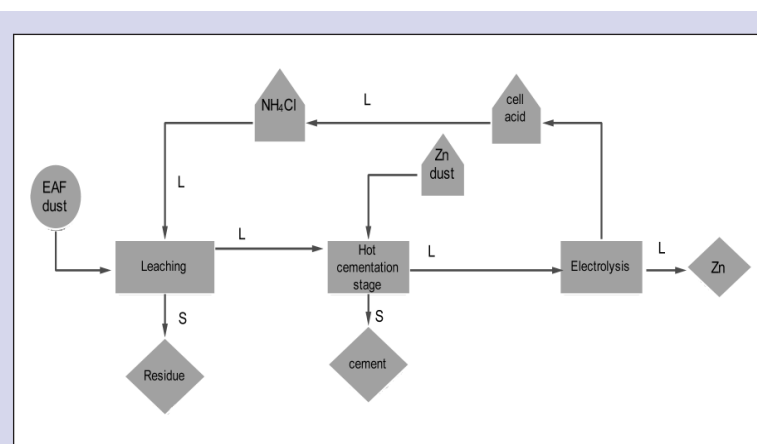 NH₄Cl
L
cell
acid
Zn
dust
EAF
dust
L
L
L
L
Leaching
Hot
cementation
stage
Electrolysis
Zn
S
S
Residue
cement